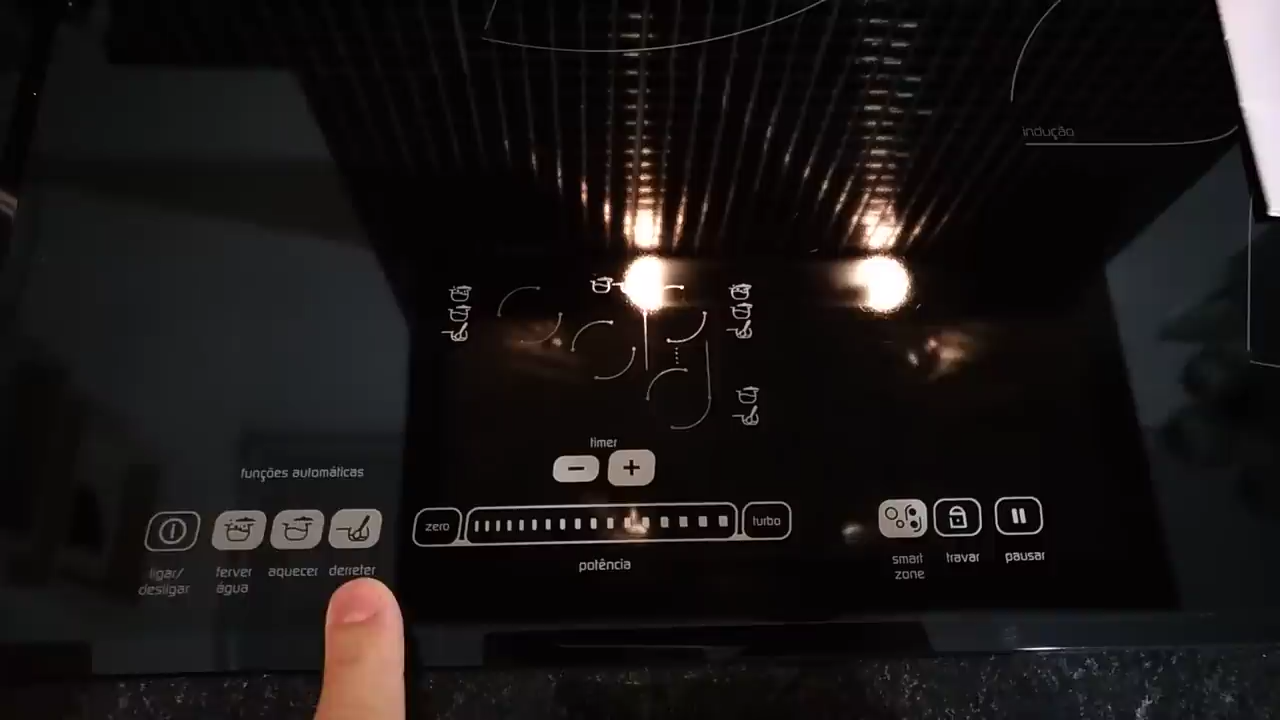 indução
timer
− +
funções automáticas
zero
turbo
potência
ligar/
desligar
ferver
água
aquecer
derreter
smart
zone
travar
pausar